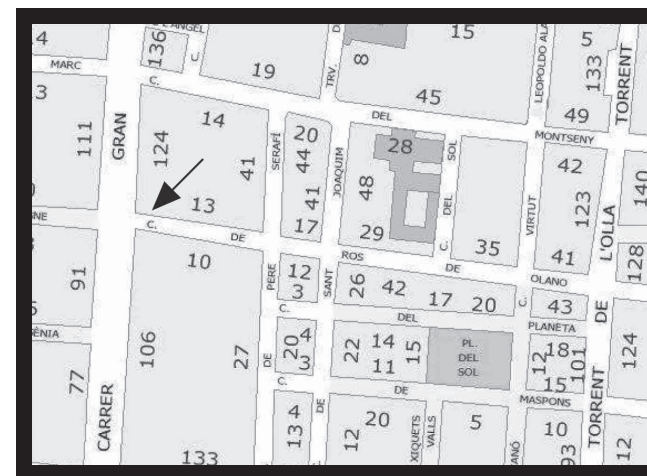 L'ÀNGEL
15
4
136
C.
TRV.
8
LEOPOLDO ALA
5
133
TORRENT
MARC
C.
19
45
3
49
111
GRAN
124
14
DEL
MONTSENY
SERAFÍ
20
28
SOL
44
JOAQUIM
42
41
41
48
DEL
VIRTUT
123
140
13
17
29
35
L'OLLA
C.
DE
C.
41
128
10
ROS
DE
OLANO
91
PERE
12
3
SANT
26
42
17
20
C.
43
DE
C.
DEL
PLANETA
ÈNIA
106
27
20
4
3
22
14
11
15
PL.
DEL
SOL
12
18
15
101
124
77
DE
C.
DE
MASPONS
CARRER
4
13
DE
12
20
XIQUETS
VALLS
5
10
93
TORRENT
12
133